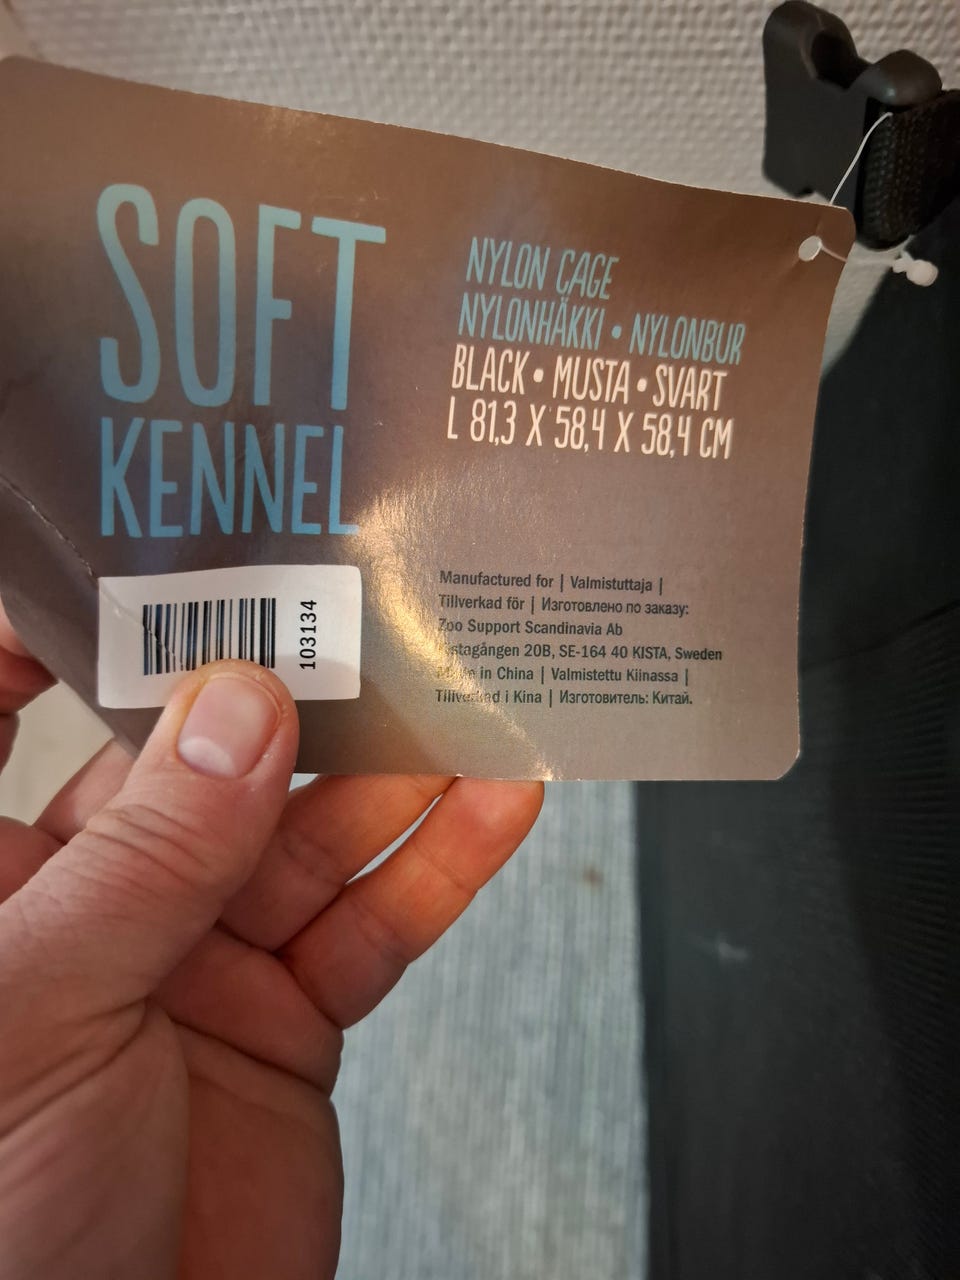 SOFT
KENNEL
NYLON CAGE
NYLONHÄKKI • NYLONBUR
BLACK • MUSTA • SVART
L 81,3 X 58,4 X 58,4 CM
103134
Manufactured for | Valmistuttaja |
Tillverkad för | Изготовлено по заказу:
Zoo Support Scandinavia Ab
20B, SE-164 40 KISTA, Sweden
Made in China | Valmistettu Kiinassa |
Tillverkad i Kina | Изготовитель: Китай.